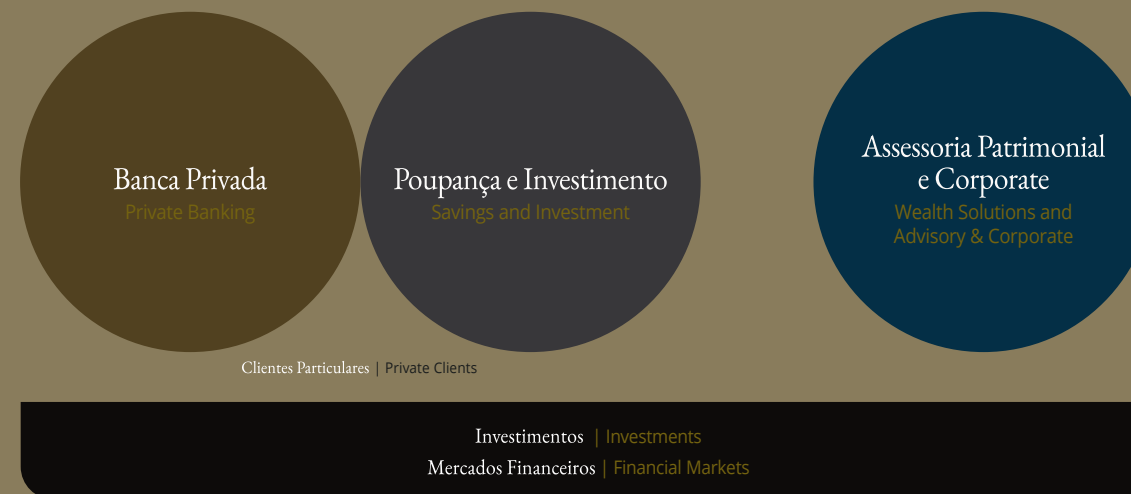 Banca Privada
Private Banking
Poupança e Investimento
Savings and Investment
Assessoria Patrimonial
e Corporate
Wealth Solutions and
Advisory & Corporate
Clientes Particulares | Private Clients
Investimentos | Investments
Mercados Financeiros | Financial Markets